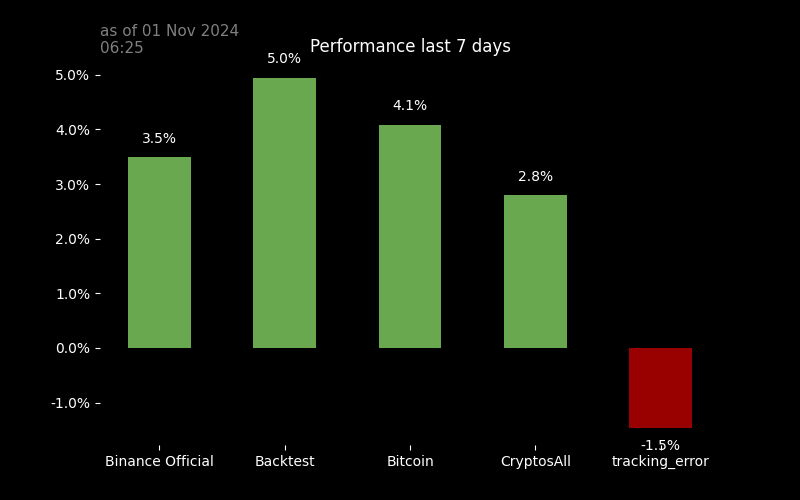 as of 01 Nov 2024
06:25
Performance last 7 days
5.0%
4.0%
3.0%
2.0%
1.0%
0.0%
-1.0%
3.5%
5.0%
4.1%
2.8%
-1.5%
Binance Official
Backtest
Bitcoin
CryptosAll
tracking_error